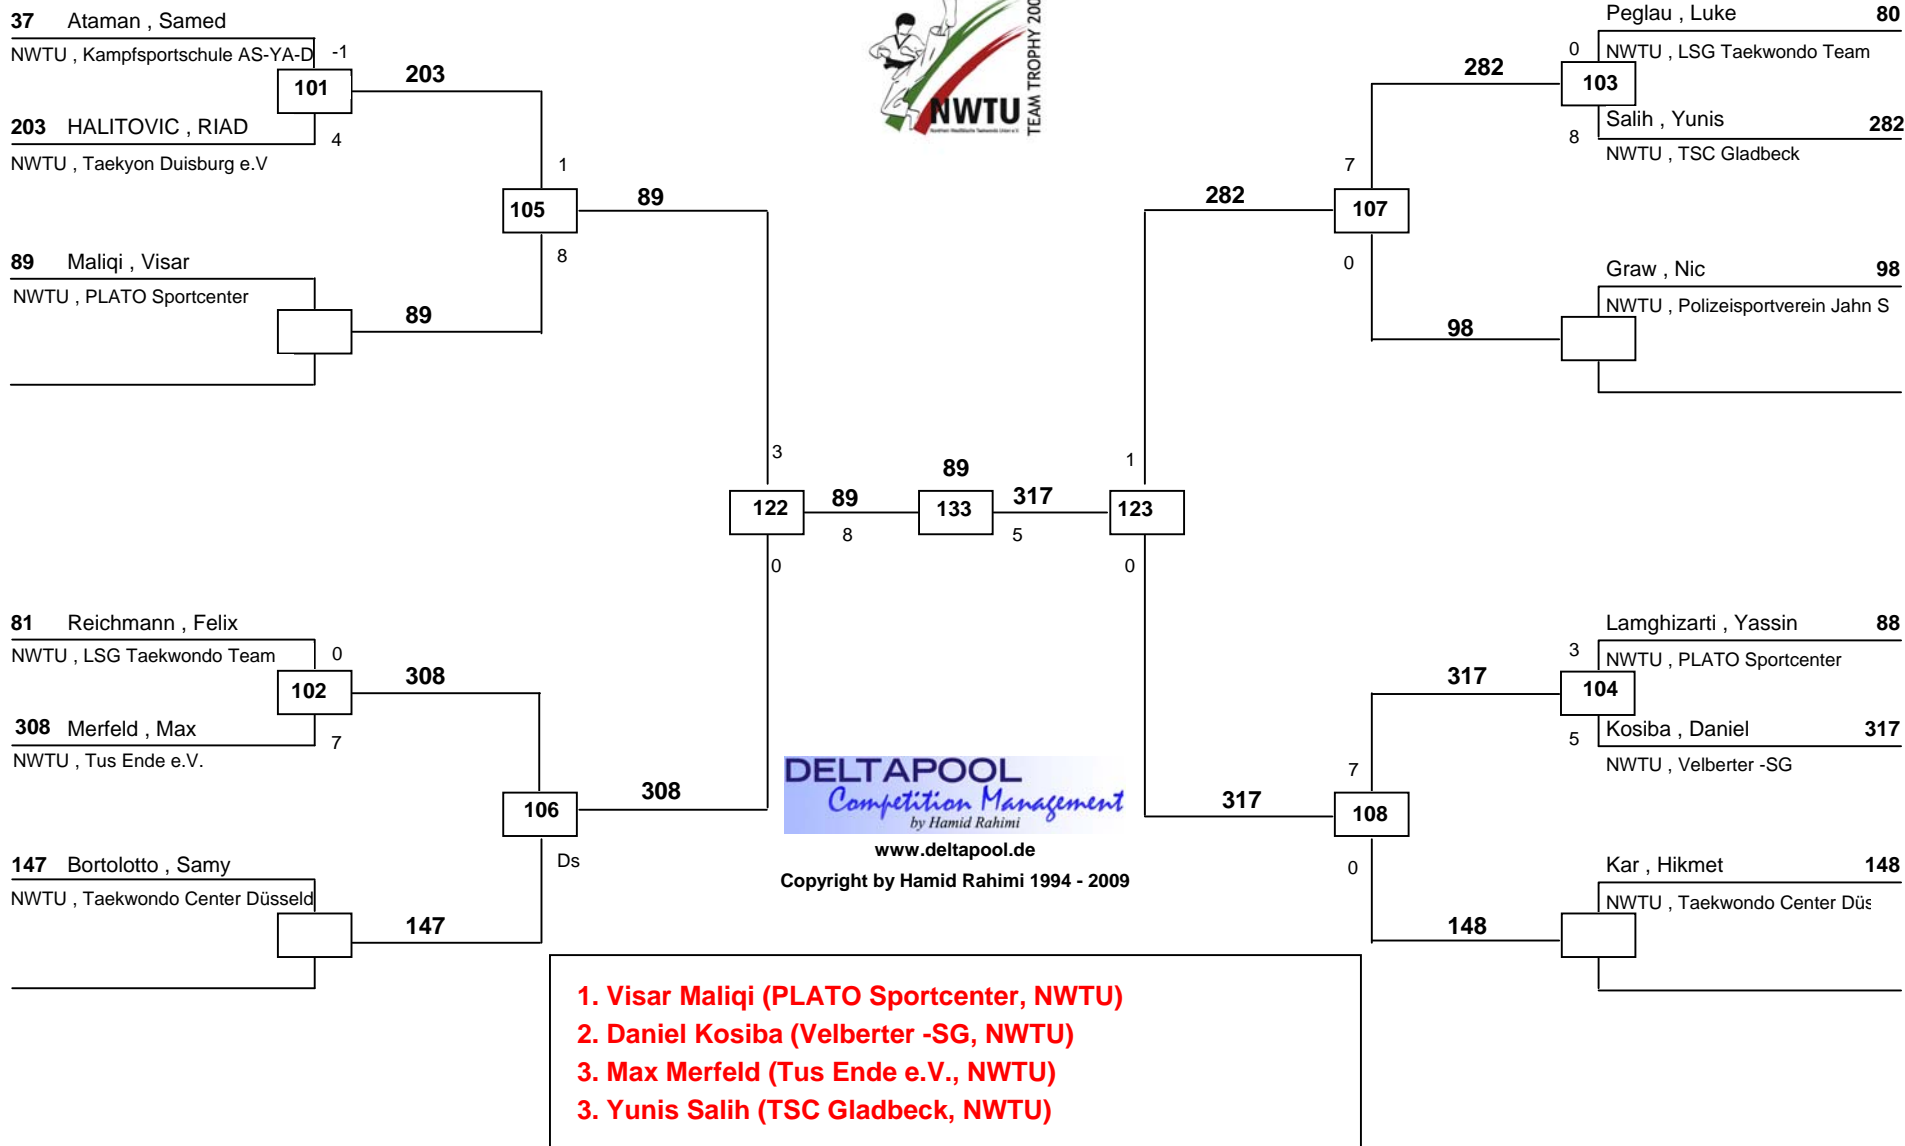 37 Ataman , Samed
NWTU , Kampfsportschule AS-YA-D -1
101
203
203 HALITOVIC , RIAD
4
NWTU , Taekyon Duisburg e.V
1
105
89
8
89 Maliqi , Visar
NWTU , PLATO Sportcenter
89
NWTU
TEAM TROPHY 200
Peglau , Luke 80
0 NWTU , LSG Taekwondo Team
282
103
Salih , Yunis 282
8
NWTU , TSC Gladbeck
7
282
107
0
Graw , Nic 98
NWTU , Polizeisportverein Jahn S
98
3
122
89
8
0
89
133
317
5
1
123
0
81 Reichmann , Felix
NWTU , LSG Taekwondo Team 0
102
308
308 Merfeld , Max
7
NWTU , Tus Ende e.V.
106
308
Ds
147 Bortolotto , Samy
NWTU , Taekwondo Center Düsseld
147
Lamghizarti , Yassin 88
3 NWTU , PLATO Sportcenter
317
104
Kosiba , Daniel 317
5
NWTU , Velberter -SG
7
317
108
0
Kar , Hikmet 148
NWTU , Taekwondo Center Düs
148
DELTAPOOL
Competition Management
by Hamid Rahimi
www.deltapool.de
Copyright by Hamid Rahimi 1994 - 2009
1. Visar Maliqi (PLATO Sportcenter, NWTU)
2. Daniel Kosiba (Velberter -SG, NWTU)
3. Max Merfeld (Tus Ende e.V., NWTU)
3. Yunis Salih (TSC Gladbeck, NWTU)